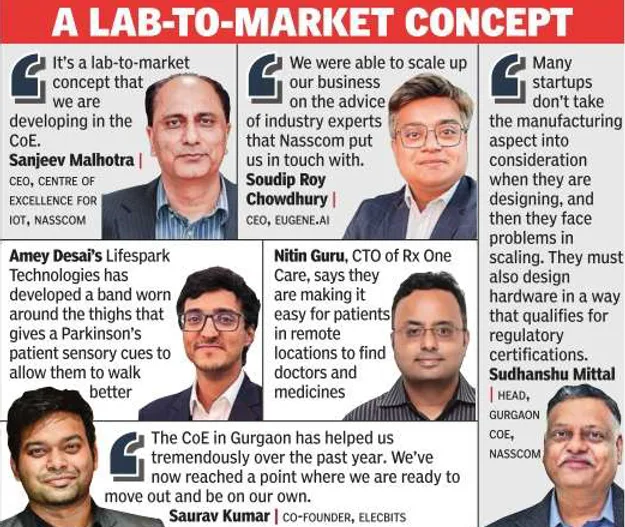 A LAB-TO-MARKET CONCEPT
It's a lab-to-market
concept that
we are
developing in the
CoE.
Sanjeev Malhotra |
CEO, CENTRE OF
EXCELLENCE FOR
IOT, NASSCOM
We were able to scale up
our business
on the advice
of industry experts
that Nasscom put
us in touch with.
Soudip Roy
Chowdhury |
CEO, EUGENE.AI
Many
startups
don't take
the manufacturing
aspect into
consideration
when they are
designing, and
then they face
problems in
scaling. They must
also design
hardware in a way
that qualifies for
regulatory
certifications.
Sudhanshu Mittal
| HEAD,
GURGAON
COE,
NASSCOM
Amey Desai's Lifespark
Technologies has
developed a band worn
around the thighs that
gives a Parkinson's
patient sensory cues to
allow them to walk
better
Nitin Guru, CTO of Rx One
Care, says they
are making it
easy for patients
in remote
locations to find
doctors and
medicines
The CoE in Gurgaon has helped us
tremendously over the past year. We've
now reached a point where we are ready to
move out and be on our own.
Saurav Kumar | CO-FOUNDER, ELECBITS